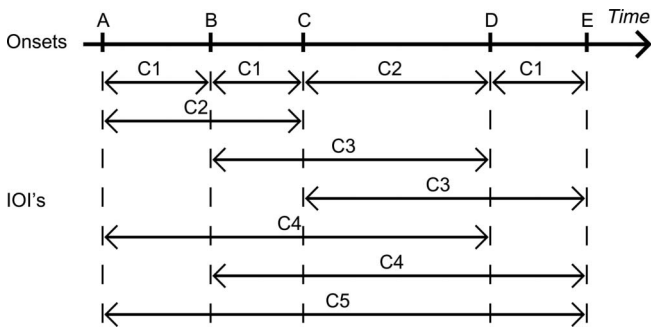 A B C D E Time
Onsets
C1 C1 C2 C1
C2
C3
IOI's
C3
C4
C4
C5